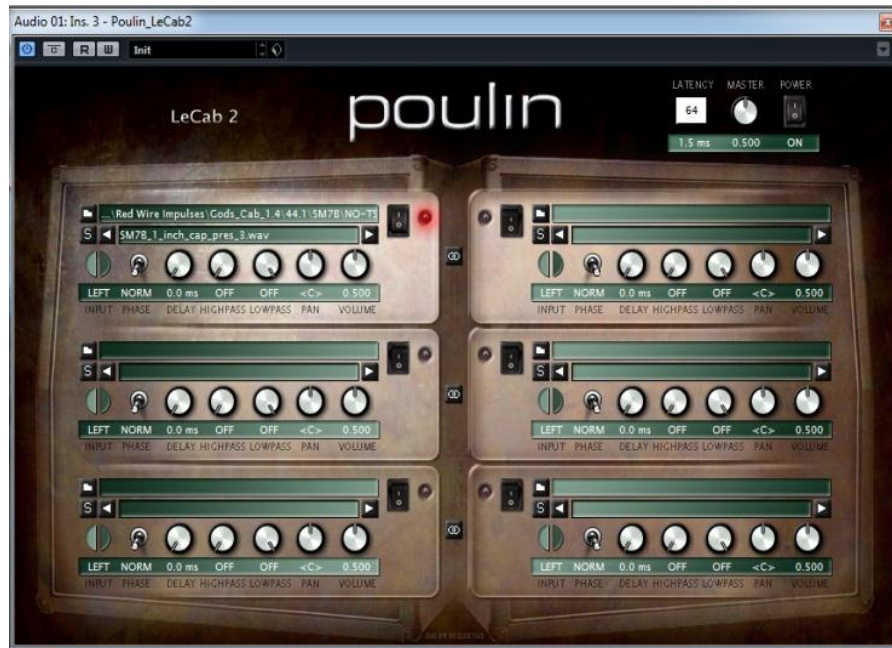 Audio 01: Ins. 3 - Poulin_LeCab2
R W Init
LeCab 2
poulin
LATENCY MASTER POWER
64
1.5 ms 0.500 ON
...\Red Wire Impulses\Gods_Cab_1.4\44.1\SM7B\NO-TS
S SM7B_1_inch_cap_pres_3.wav
LEFT NORM 0.0 ms OFF OFF <C> 0.500
INPUT PHASE DELAY HIGHPASS LOWPASS PAN VOLUME
S
LEFT NORM 0.0 ms OFF OFF <C> 0.500
INPUT PHASE DELAY HIGHPASS LOWPASS PAN VOLUME
S
LEFT NORM 0.0 ms OFF OFF <C> 0.500
INPUT PHASE DELAY HIGHPASS LOWPASS PAN VOLUME
S
LEFT NORM 0.0 ms OFF OFF <C> 0.500
INPUT PHASE DELAY HIGHPASS LOWPASS PAN VOLUME
S
LEFT NORM 0.0 ms OFF OFF <C> 0.500
INPUT PHASE DELAY HIGHPASS LOWPASS PAN VOLUME
S
LEFT NORM 0.0 ms OFF OFF <C> 0.500
INPUT PHASE DELAY HIGHPASS LOWPASS PAN VOLUME